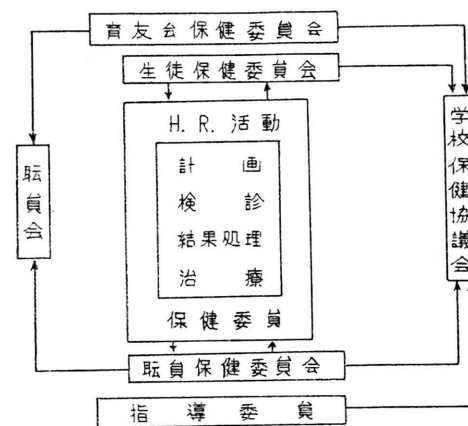 育友会保健委員会
生徒保健委員会
H.R.活動
計画
検診
結果処理
治療
保健委員
転員会
学校保健協議会
転員保健委員会
指導委員